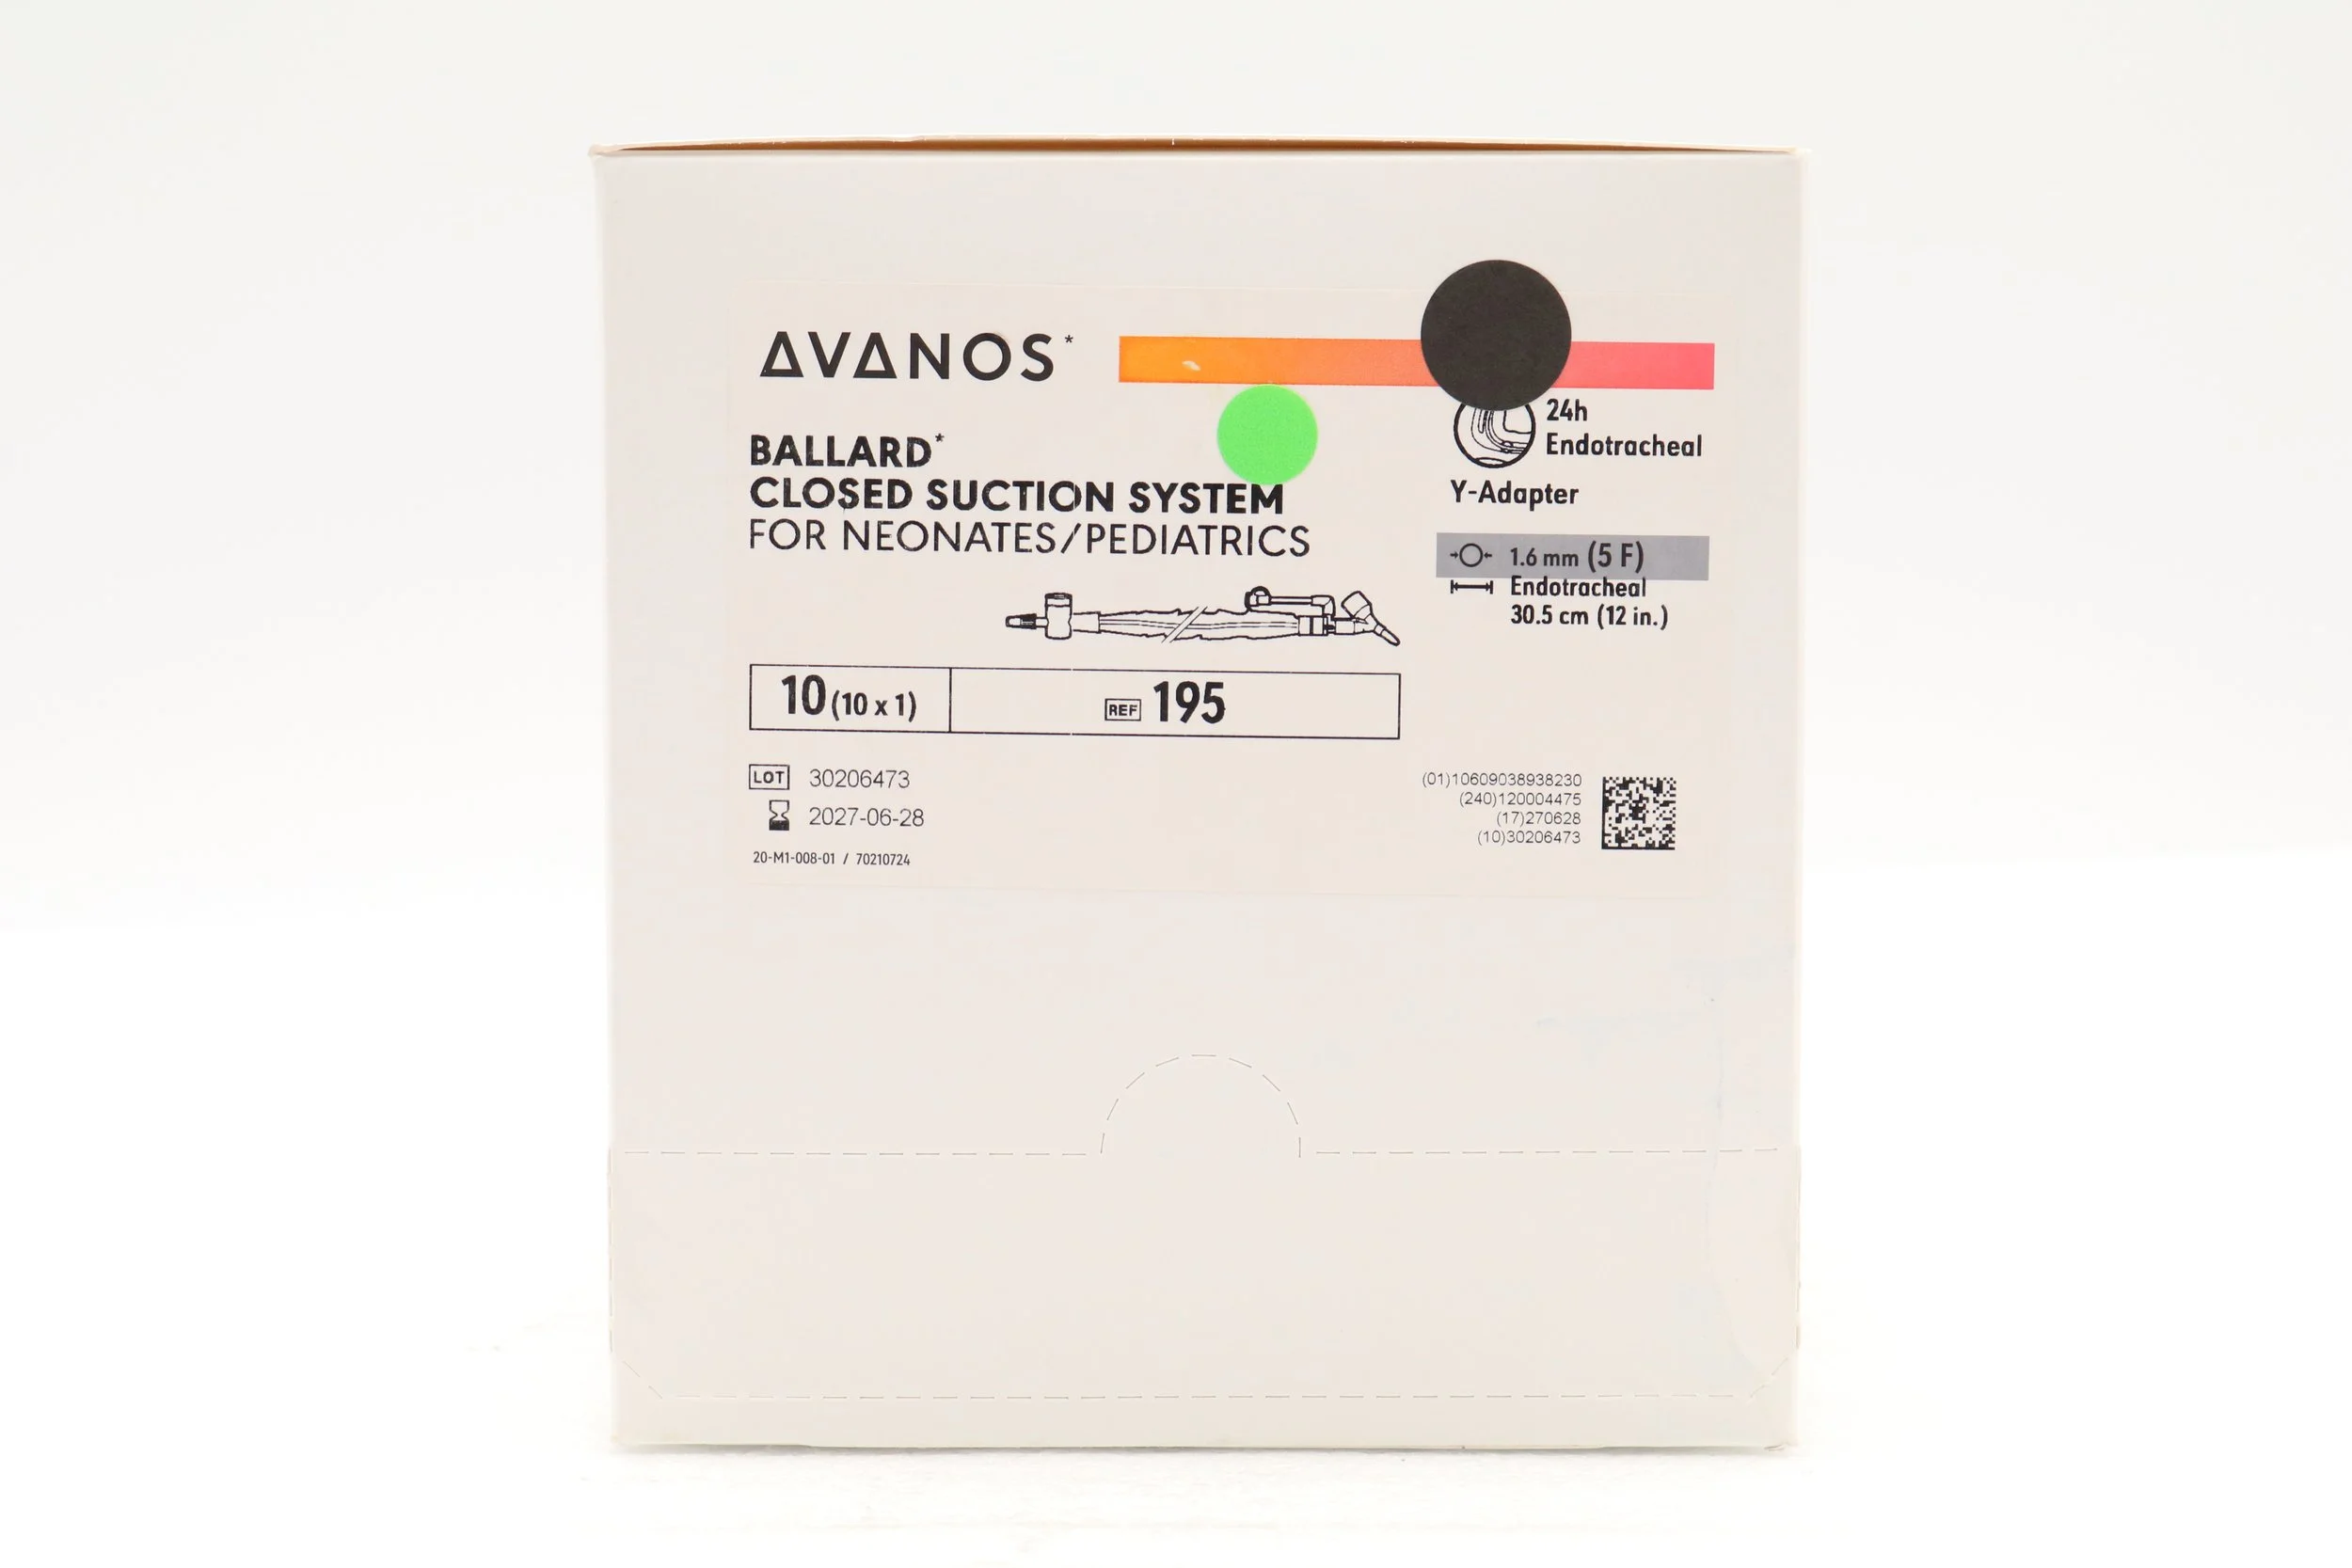 AVANOS*
BALLARD*
CLOSED SUCTION SYSTEM
FOR NEONATES/PEDIATRICS
24h
Endotracheal
Y-Adapter
1.6 mm (5 F)
Endotracheal
30.5 cm (12 in.)
10 (10 x 1)
REF 195
LOT 30206473
2027-06-28
20-M1-008-01 / 70210724
(01)10609038938230
(240)120004475
(17)270628
(10)30206473